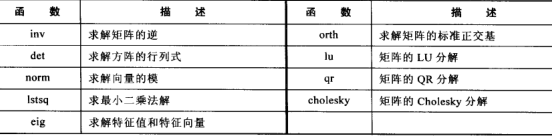 函 数 描 述 函 数 描 述
inv 求解矩阵的逆 orth 求解矩阵的标准正交基
det 求解方阵的行列式 lu 矩阵的 LU 分解
norm 求解向量的模 qr 矩阵的 QR 分解
lstsq 求最小二乘法解 cholesky 矩阵的 Cholesky 分解
eig 求解特征值和特征向量